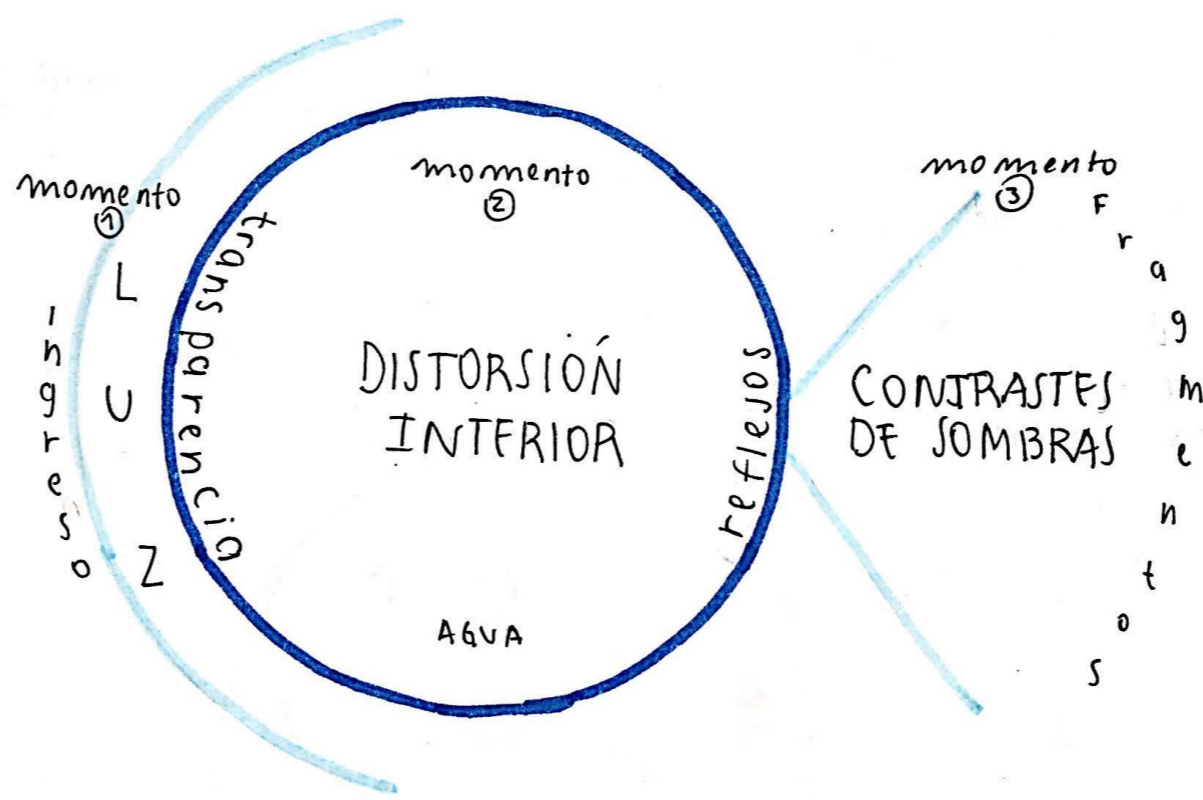 momento
①
Ingreso
LUZ
transparencia
momento
②
DISTORSIÓN
INTERIOR
reflejos
AGUA
momento
③
CONTRASTES
DE SOMBRAS
Fragmentos